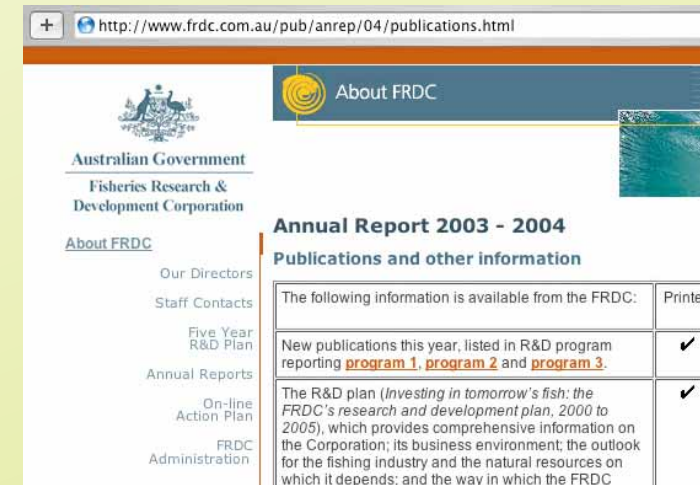 http://www.frdc.com.au/pub/anrep/04/publications.html
About FRDC
Australian Government
Fisheries Research &
Development Corporation
About FRDC
Our Directors
Staff Contacts
Five Year
R&D Plan
Annual Reports
On-line
Action Plan
FRDC
Administration
Annual Report 2003 - 2004
Publications and other information
The following information is available from the FRDC:
New publications this year, listed in R&D program
reporting program 1, program 2 and program 3.
The R&D plan (Investing in tomorrow's fish: the
FRDC's research and development plan, 2000 to
2005), which provides comprehensive information on
the Corporation; its business environment; the outlook
for the fishing industry and the natural resources on
which it depends; and the way in which the FRDC